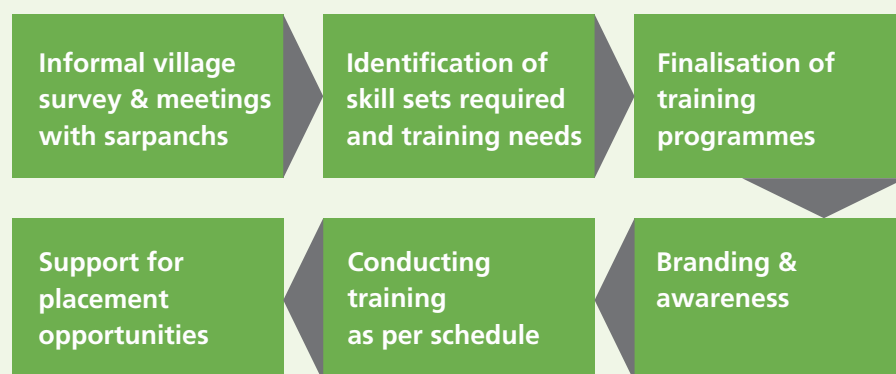 Informal village
survey & meetings
with sarpanchs
Identification of
skill sets required
and training needs
Finalisation of
training
programmes
Branding &
awareness
Conducting
training
as per schedule
Support for
placement
opportunities